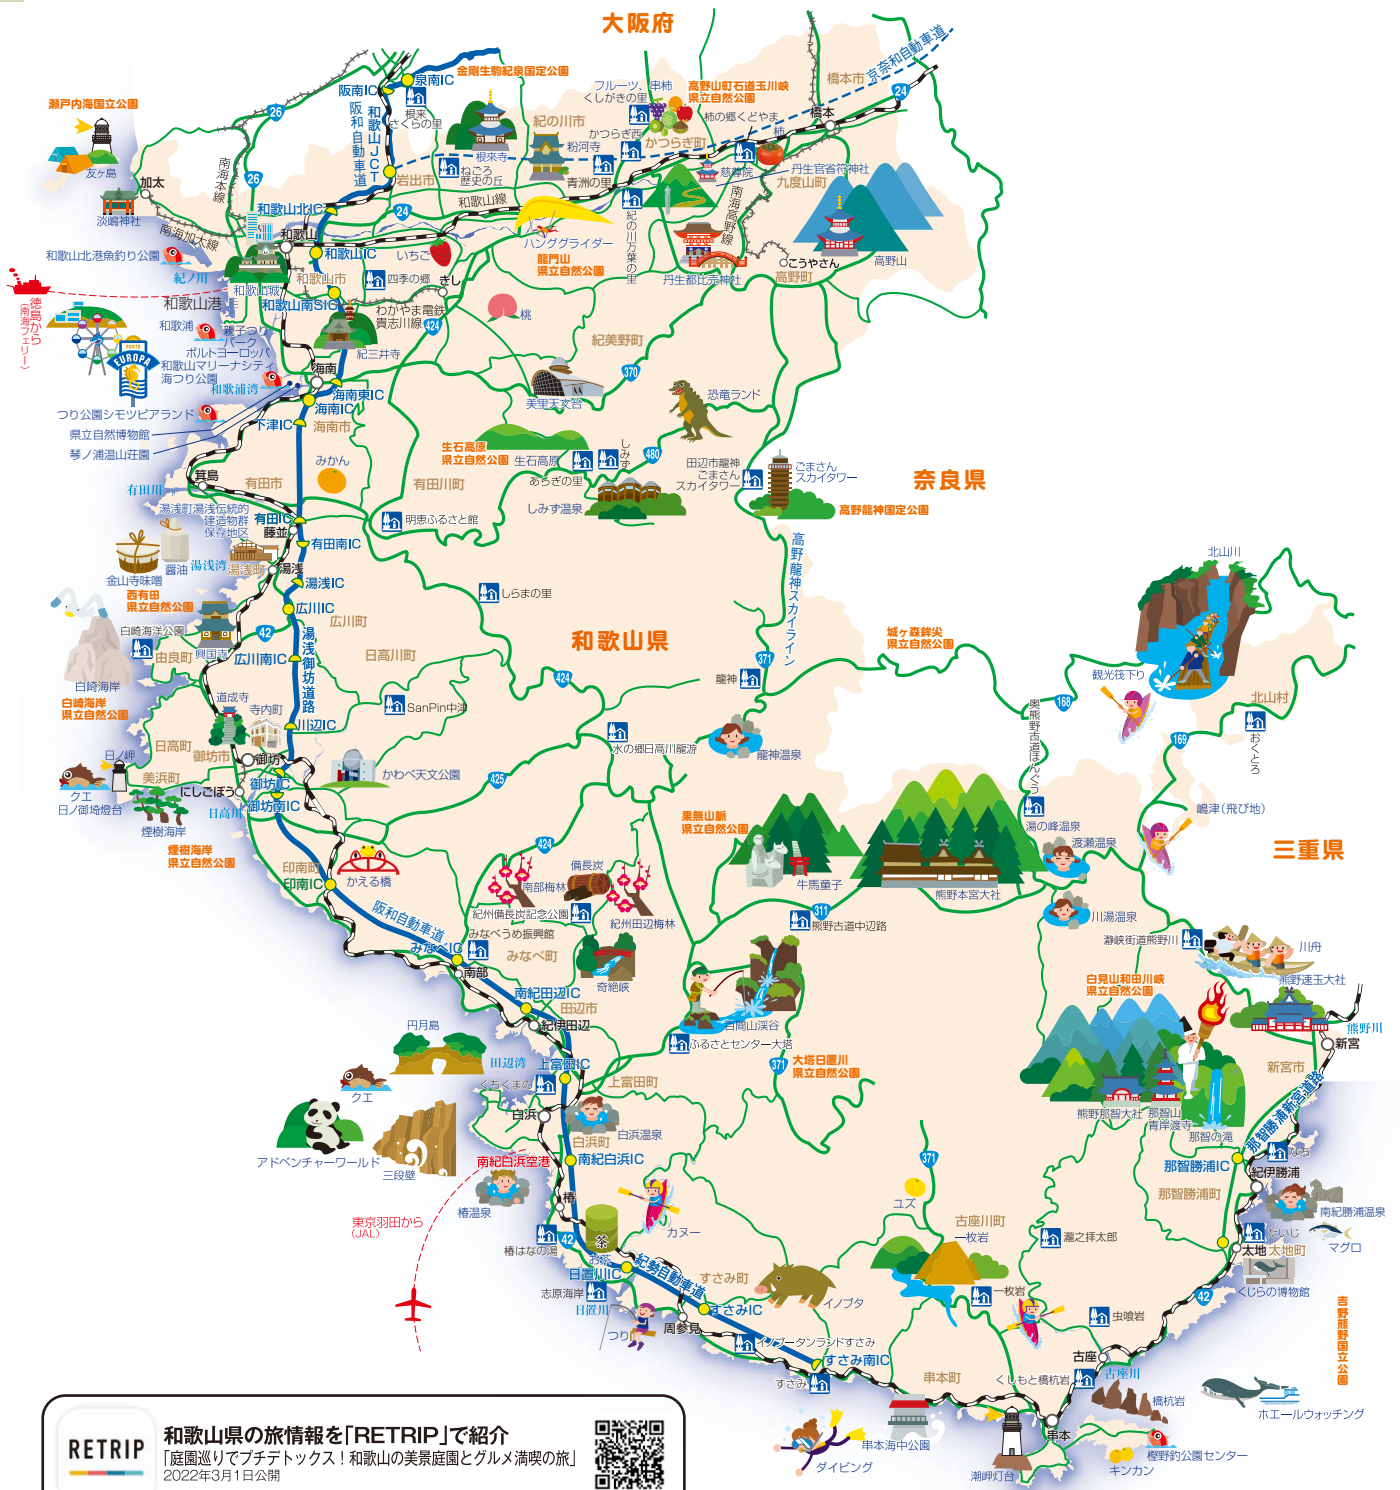 大阪府
金剛生駒紀泉国定公園
瀬戸内海国立公園
阪南IC
泉南IC
根来
さくらの里
阪和自動車道
和歌山JCT
フルーツ、串柿
くしがきの里
高野山町石道玉川峡
県立自然公園
橋本市
京奈和自動車道
24
26
紀の川市
粉河寺
かつらぎ西
かつらぎ町
柿の郷くどやま
柿
橋本
友ヶ島
加太
淡嶋神社
南海本線
26
根来寺
ねごろ
歴史の丘
岩出市
青洲の里
慈尊院
丹生官省符神社
九度山町
南海高野線
和歌山線
24
和歌山北IC
和歌山
南海加太線
和歌山北港魚釣り公園
紀ノ川
和歌山城
和歌山IC
和歌山市
いちご
四季の郷
きし
ハンググライダー
龍門山
県立自然公園
紀の川万葉の里
丹生都比売神社
こうやさん
高野町
高野山
徳島から
(南海フェリー)
和歌山港
和歌山南SIC
わかやま電鉄
貴志川線
424
桃
和歌浦
親子つり
パーク
ポルトヨーロッパ
和歌山マリーナシティ
海つり公園
PORTO
EUROPA
紀三井寺
紀美野町
370
海南
和歌浦湾
海南東IC
海南IC
海南市
下津IC
つり公園シモツピアランド
県立自然博物館
琴ノ浦温山荘園
美里天文台
恐竜ランド
生石高原
県立自然公園
生石高原
しみず
480
あらぎの里
しみず温泉
田辺市龍神
ごまさん
スカイタワー
ごまさん
スカイタワー
高野龍神国定公園
奈良県
みかん
箕島
有田川
有田市
有田川町
湯浅町湯浅伝統的
建造物群
保存地区
有田IC
藤並
明恵ふるさと館
有田南IC
金山寺味噌
醤油
湯浅湾
湯浅町
湯浅
湯浅IC
しらまの里
西有田
県立自然公園
広川IC
広川町
高野龍神スカイライン
白崎海洋公園
由良町
興国寺
42
広川南IC
湯浅御坊道路
日高川町
和歌山県
城ヶ森鉾尖
県立自然公園
北山川
観光筏下り
北山村
白崎海岸
白崎海岸
県立自然公園
道成寺
寺内町
川辺IC
SanPin中津
424
371
龍神
168
169
奥熊野古道ほんぐう
おくとろ
日高町
御坊市
御坊
日ノ岬
美浜町
にしごぼう
御坊IC
御坊南IC
日高川
かわべ天文公園
水の郷日高川龍游
龍神温泉
425
クエ
日ノ御埼燈台
煙樹海岸
煙樹海岸
県立自然公園
果無山脈
県立自然公園
湯の峰温泉
渡瀬温泉
嶋津（飛び地）
三重県
印南町
印南IC
かえる橋
424
備長炭
南部梅林
紀州備長炭記念公園
紀州田辺梅林
牛馬童子
熊野本宮大社
311
熊野古道中辺路
川湯温泉
瀞峡街道熊野川
川舟
熊野速玉大社
阪和自動車道
みなべIC
みなべうめ振興館
みなべ町
南部
奇絶峡
南紀田辺IC
田辺市
紀伊田辺
百間山渓谷
ふるさとセンター大塔
白見山和田川峡
県立自然公園
熊野川
新宮
新宮市
円月島
田辺湾
上富田IC
くちくまの
上富田町
371
大塔日置川
県立自然公園
熊野那智大社
那智山
青岸渡寺
那智の滝
那智勝浦新宮道路
クエ
アドベンチャーワールド
三段壁
白浜
白浜温泉
白浜町
南紀白浜空港
南紀白浜IC
371
那智勝浦IC
なち
紀伊勝浦
那智勝浦町
南紀勝浦温泉
東京羽田から
(JAL)
椿温泉
椿
椿はなの湯
42
茶
お茶
カヌー
ユズ
古座川町
一枚岩
瀧之拝太郎
たいじ
太地
太地町
マグロ
くじらの博物館
日置川IC
志原海岸
日置川
紀勢自動車道
すさみ町
すさみIC
イノブタ
つり
周参見
イノブータンランドすさみ
一枚岩
虫喰岩
42
吉野熊野国立公園
すさみ南IC
すさみ
串本町
古座
くしもと橋杭岩
古座川
橋杭岩
ホエールウォッチング
串本海中公園
ダイビング
潮岬灯台
串本
キンカン
樫野釣公園センター
RETRIP
和歌山県の旅情報を「RETRIP」で紹介
「庭園巡りでプチデトックス！和歌山の美景庭園とグルメ満喫の旅」
2022年3月1日公開